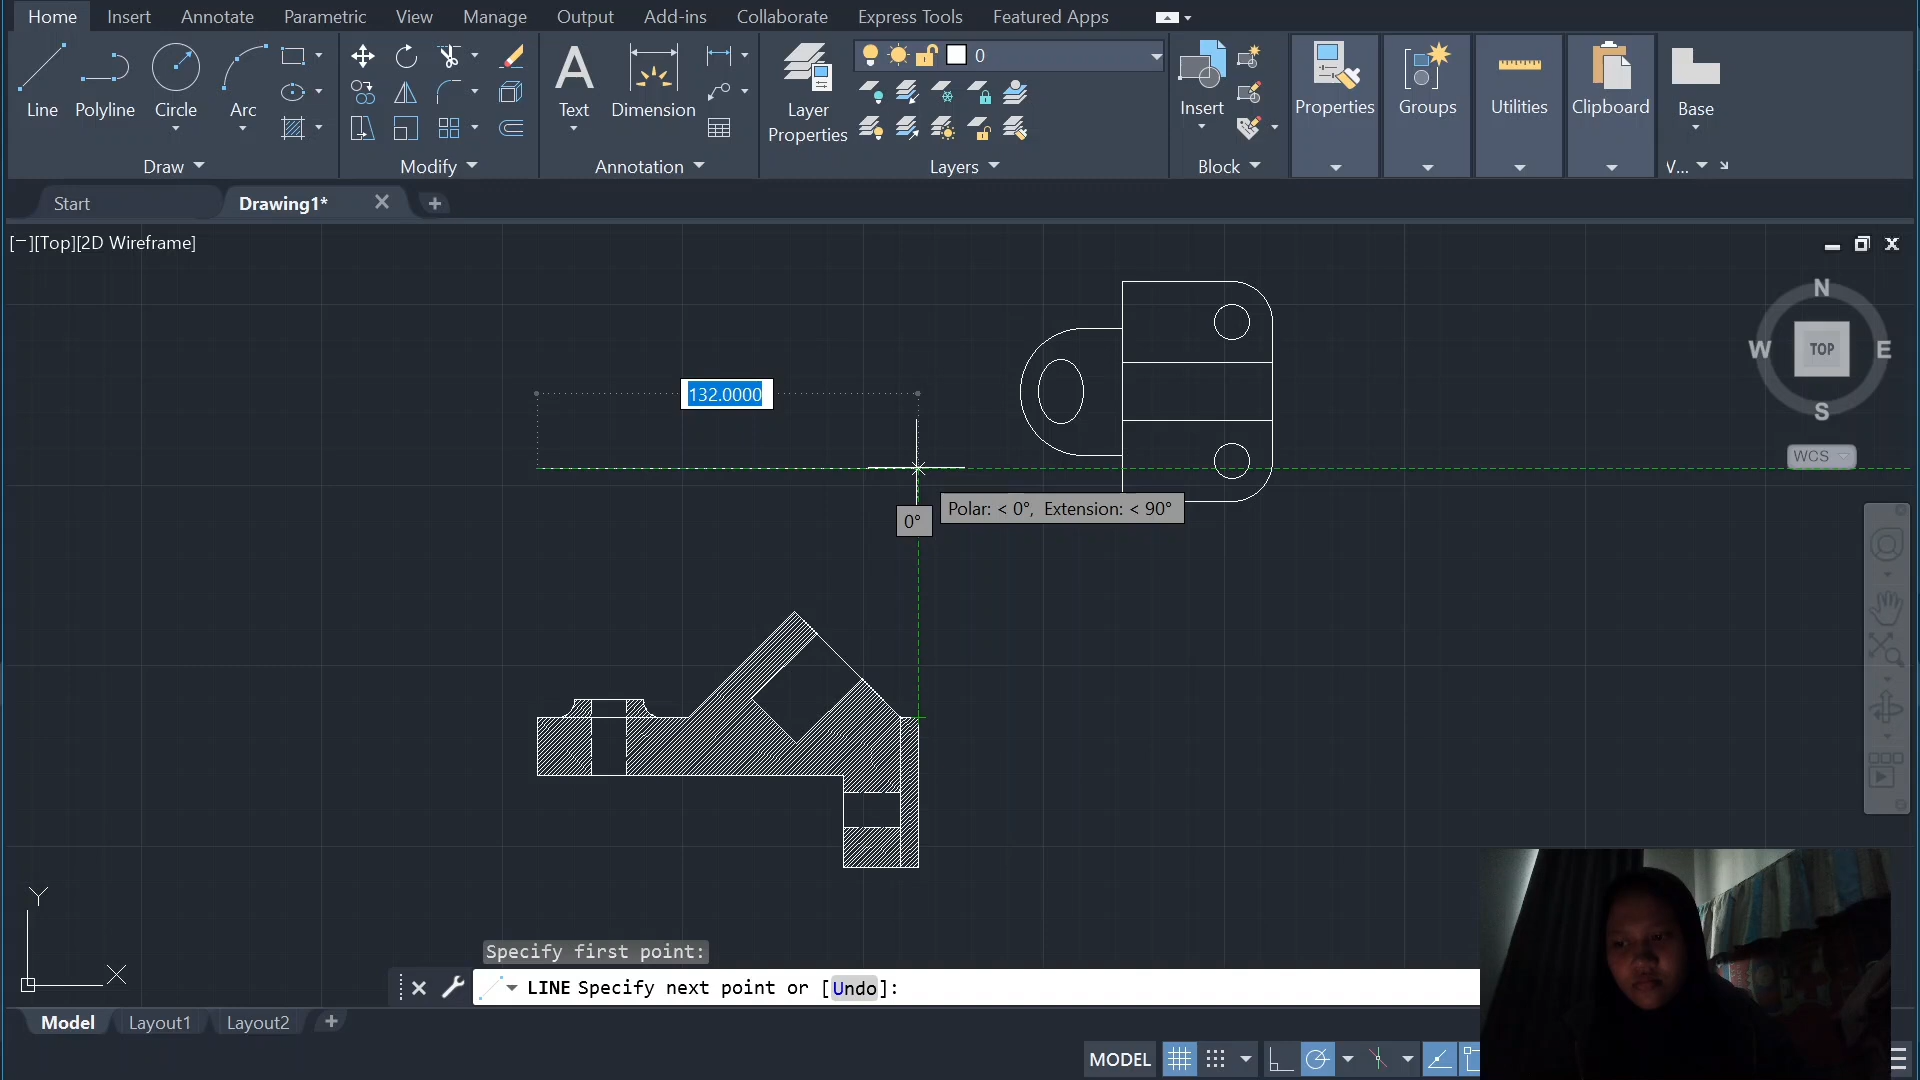 Home Insert Annotate Parametric View Manage Output Add-ins Collaborate Express Tools Featured Apps
Line Polyline Circle Arc
Text Dimension
Layer
Properties
0
Insert
Properties Groups Utilities Clipboard Base
Draw Modify Annotation Layers Block V...
Start Drawing1*
[−][Top][2D Wireframe]
N
W TOP E
S
WCS
132.0000
0°
Polar: < 0°, Extension: < 90°
Y
X
Specify first point:
LINE Specify next point or [Undo]:
Model Layout1 Layout2
MODEL